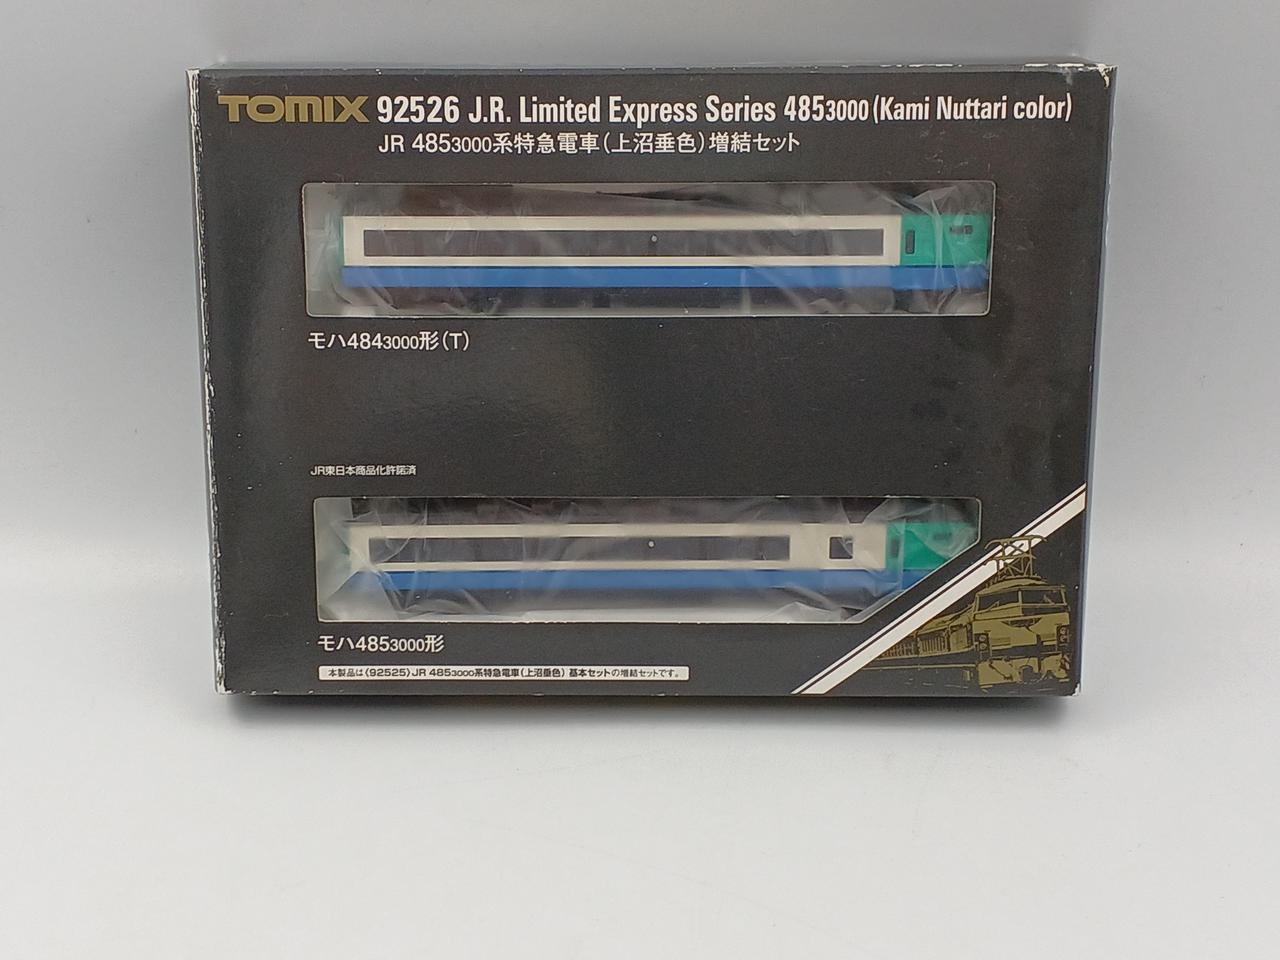 TOMIX 92526 J.R. Limited Express Series 4853000 (Kami Nuttari color)
JR 4853000系特急電車(上沼垂色)増結セット
モハ4843000形(T)
JR東日本商品化許諾済
モハ4853000形
本製品は〈92525〉JR 4853000系特急電車(上沼垂色) 基本セットの増結セットです。